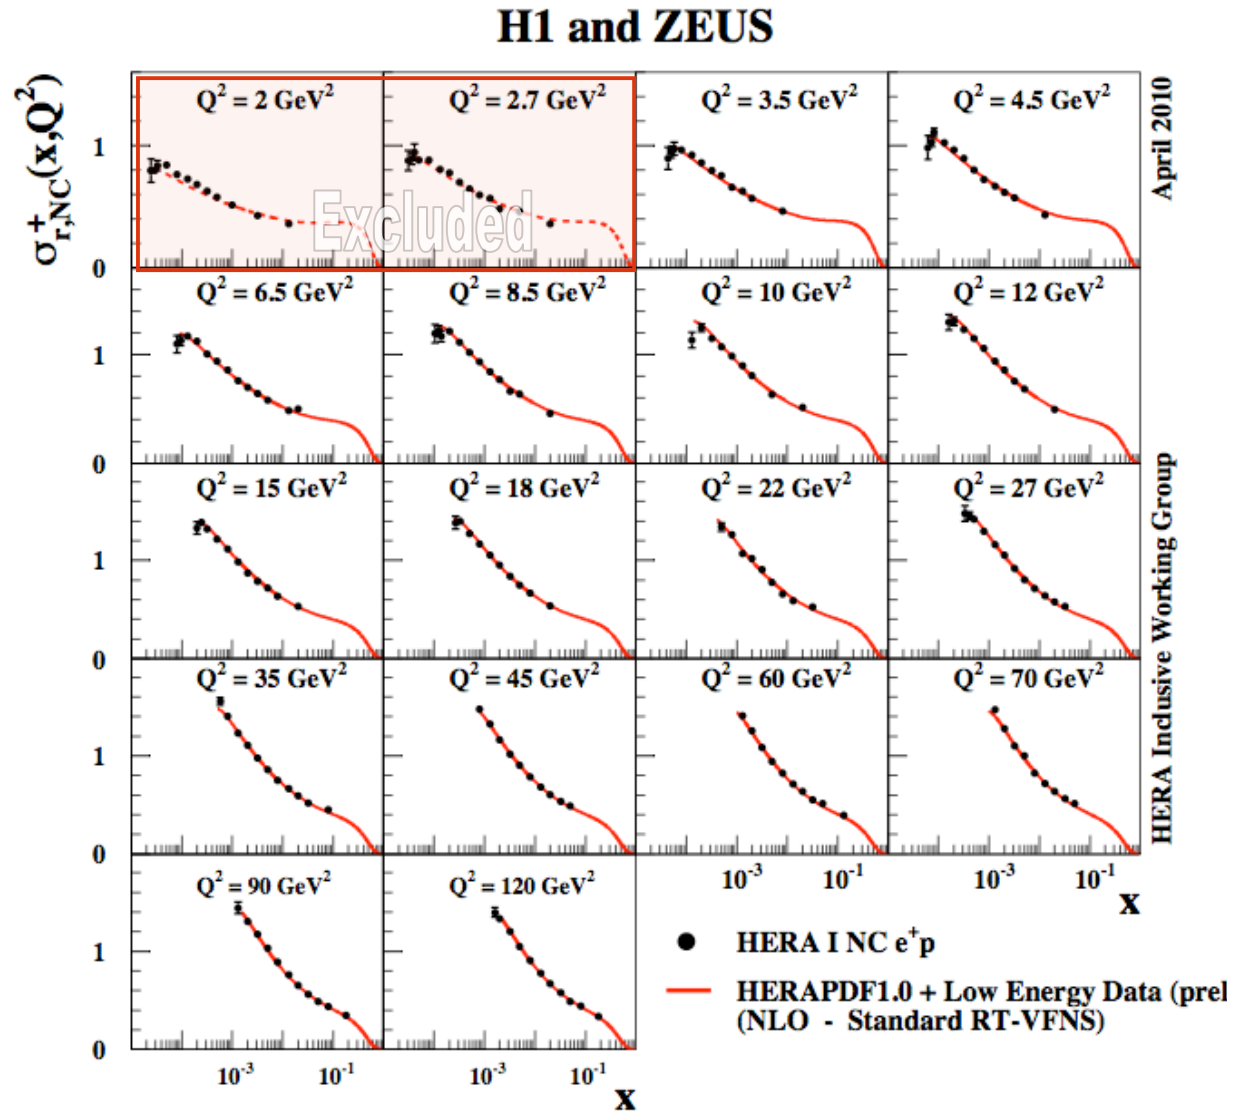 H1 and ZEUS
σ⁺r,NC(x,Q²)
Q² = 2 GeV²
Q² = 2.7 GeV²
Q² = 3.5 GeV²
Q² = 4.5 GeV²
Excluded
1
0
Q² = 6.5 GeV²
Q² = 8.5 GeV²
Q² = 10 GeV²
Q² = 12 GeV²
1
0
Q² = 15 GeV²
Q² = 18 GeV²
Q² = 22 GeV²
Q² = 27 GeV²
1
0
Q² = 35 GeV²
Q² = 45 GeV²
Q² = 60 GeV²
Q² = 70 GeV²
1
0
10⁻³ 10⁻¹
10⁻³ 10⁻¹
x
Q² = 90 GeV²
Q² = 120 GeV²
1
0
10⁻³ 10⁻¹
10⁻³ 10⁻¹
x
HERA I NC e⁺p
HERAPDF1.0 + Low Energy Data (prel
(NLO - Standard RT-VFNS)
April 2010
HERA Inclusive Working Group